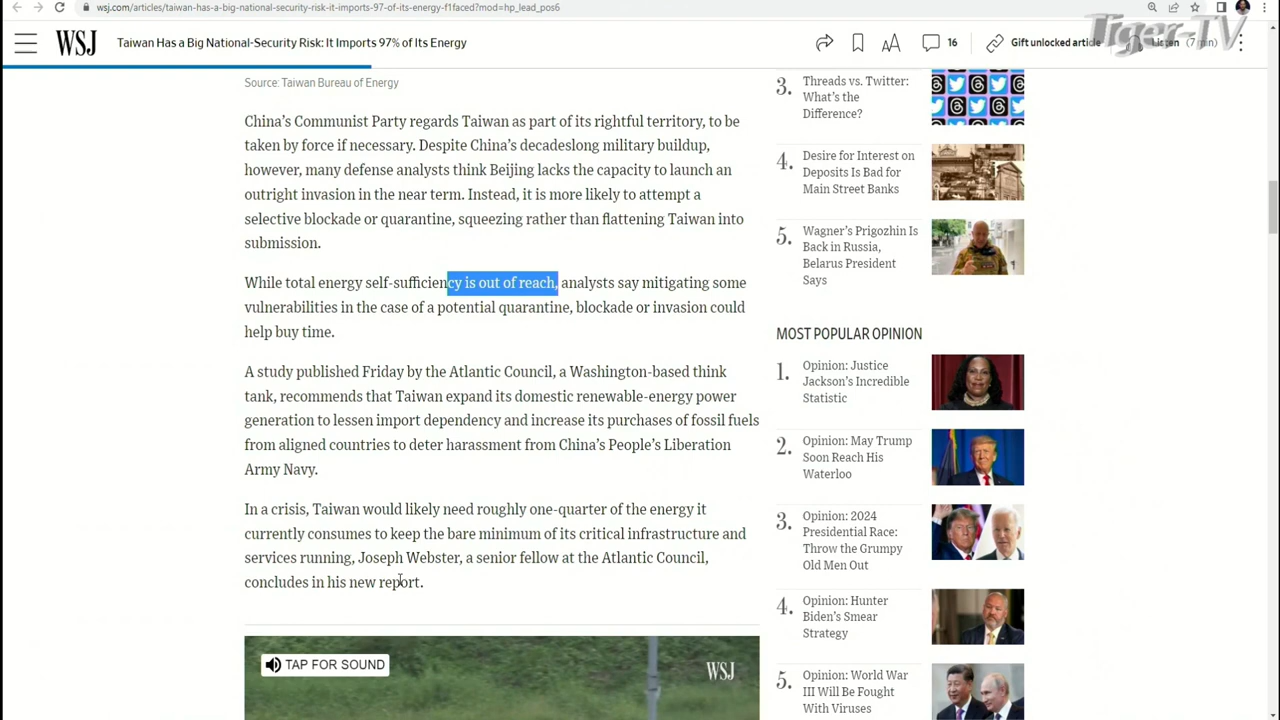 wsj.com/articles/taiwan-has-a-big-national-security-risk-it-imports-97-of-its-energy-f1faced?mod=hp_lead_pos6
Tiger-TV
WSJ
Taiwan Has a Big National-Security Risk: It Imports 97% of Its Energy
AA
16
Gift unlocked article
Listen (7 min)
Source: Taiwan Bureau of Energy
China's Communist Party regards Taiwan as part of its rightful territory, to be
taken by force if necessary. Despite China's decadeslong military buildup,
however, many defense analysts think Beijing lacks the capacity to launch an
outright invasion in the near term. Instead, it is more likely to attempt a
selective blockade or quarantine, squeezing rather than flattening Taiwan into
submission.
While total energy self-sufficiency is out of reach, analysts say mitigating some
vulnerabilities in the case of a potential quarantine, blockade or invasion could
help buy time.
A study published Friday by the Atlantic Council, a Washington-based think
tank, recommends that Taiwan expand its domestic renewable-energy power
generation to lessen import dependency and increase its purchases of fossil fuels
from aligned countries to deter harassment from China's People's Liberation
Army Navy.
In a crisis, Taiwan would likely need roughly one-quarter of the energy it
currently consumes to keep the bare minimum of its critical infrastructure and
services running, Joseph Webster, a senior fellow at the Atlantic Council,
concludes in his new report.
TAP FOR SOUND
WSJ
3.
Threads vs. Twitter:
What's the
Difference?
4.
Desire for Interest on
Deposits Is Bad for
Main Street Banks
5.
Wagner's Prigozhin Is
Back in Russia,
Belarus President
Says
MOST POPULAR OPINION
1.
Opinion: Justice
Jackson's Incredible
Statistic
2.
Opinion: May Trump
Soon Reach His
Waterloo
3.
Opinion: 2024
Presidential Race:
Throw the Grumpy
Old Men Out
4.
Opinion: Hunter
Biden's Smear
Strategy
5.
Opinion: World War
III Will Be Fought
With Viruses